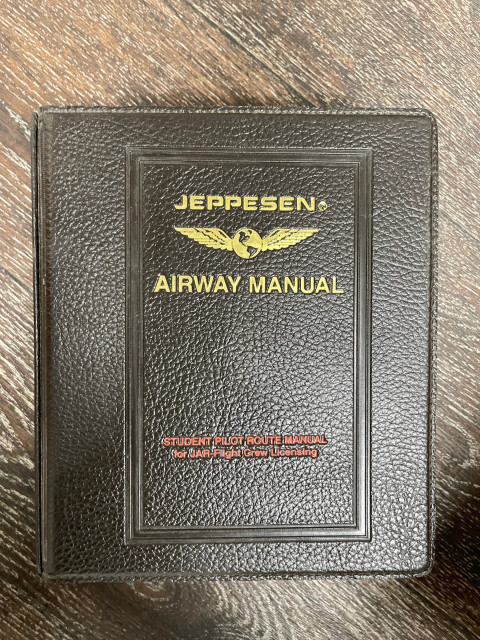 JEPPESEN®
AIRWAY MANUAL
STUDENT PILOT ROUTE MANUAL
(for JAR-Flight Crew Licensing)